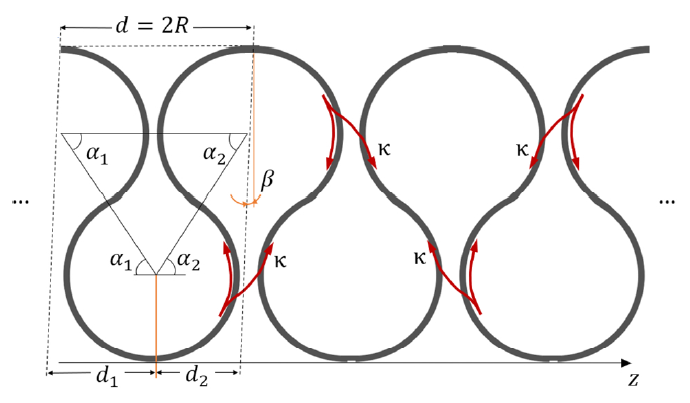 d = 2R
α₁
α₂
κ
κ
β
...
...
α₁
α₂
κ
κ
d₁
d₂
z